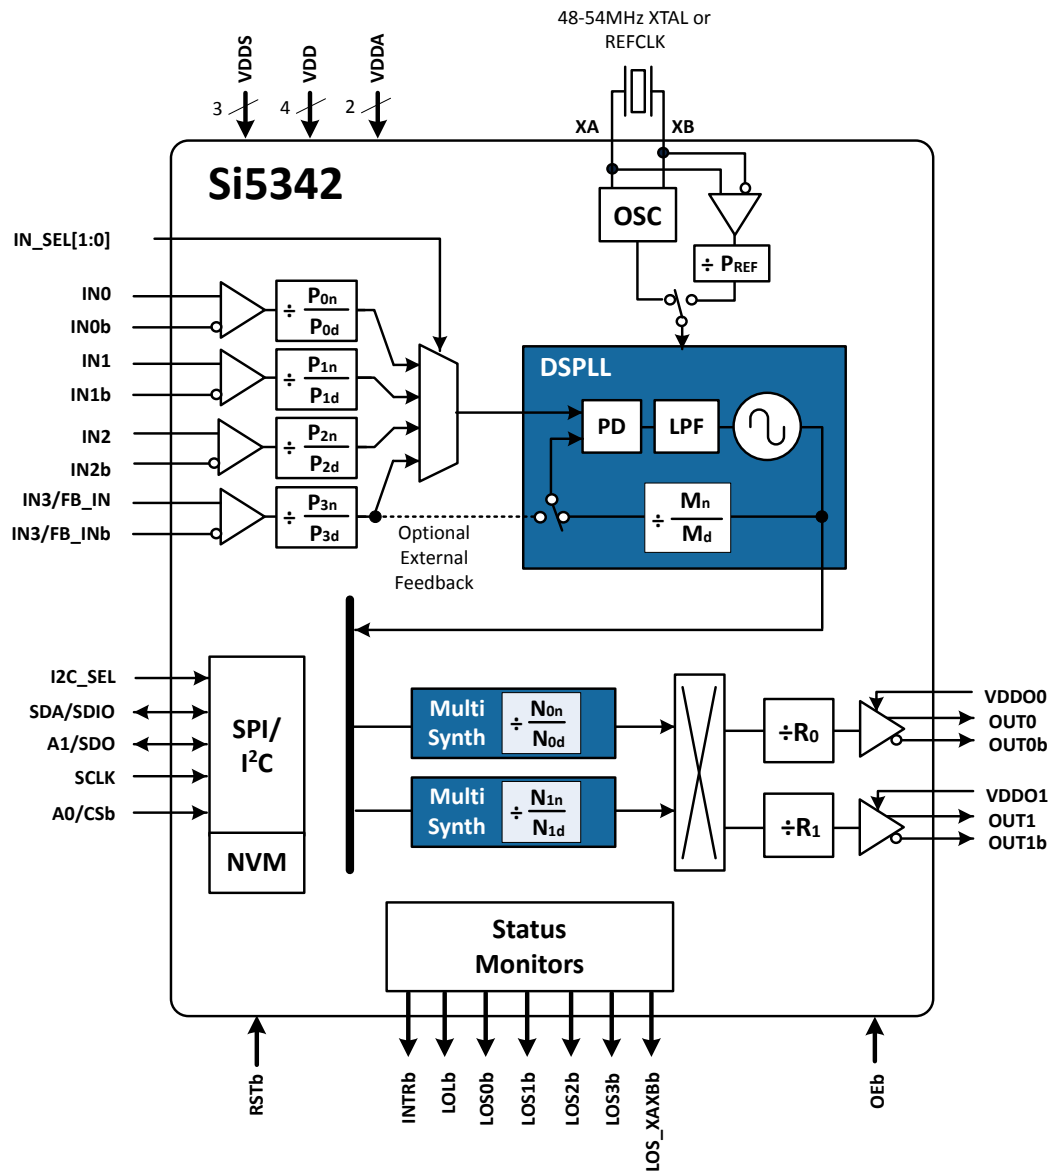 48-54MHz XTAL or
REFCLK
VDDS
VDD
VDDA
3
4
2
XA
XB
Si5342
OSC
÷ PREF
IN_SEL[1:0]
IN0
IN0b
IN1
IN1b
IN2
IN2b
IN3/FB_IN
IN3/FB_INb
÷ P0n
P0d
÷ P1n
P1d
÷ P2n
P2d
÷ P3n
P3d
Optional
External
Feedback
DSPLL
PD
LPF
÷ Mn
Md
I2C_SEL
SDA/SDIO
A1/SDO
SCLK
A0/CSb
SPI/
I²C
NVM
Multi
Synth
÷ N0n
N0d
Multi
Synth
÷ N1n
N1d
÷R0
÷R1
VDDO0
OUT0
OUT0b
VDDO1
OUT1
OUT1b
Status
Monitors
RSTb
INTRb
LOLb
LOS0b
LOS1b
LOS2b
LOS3b
LOS_XAXBb
OEb